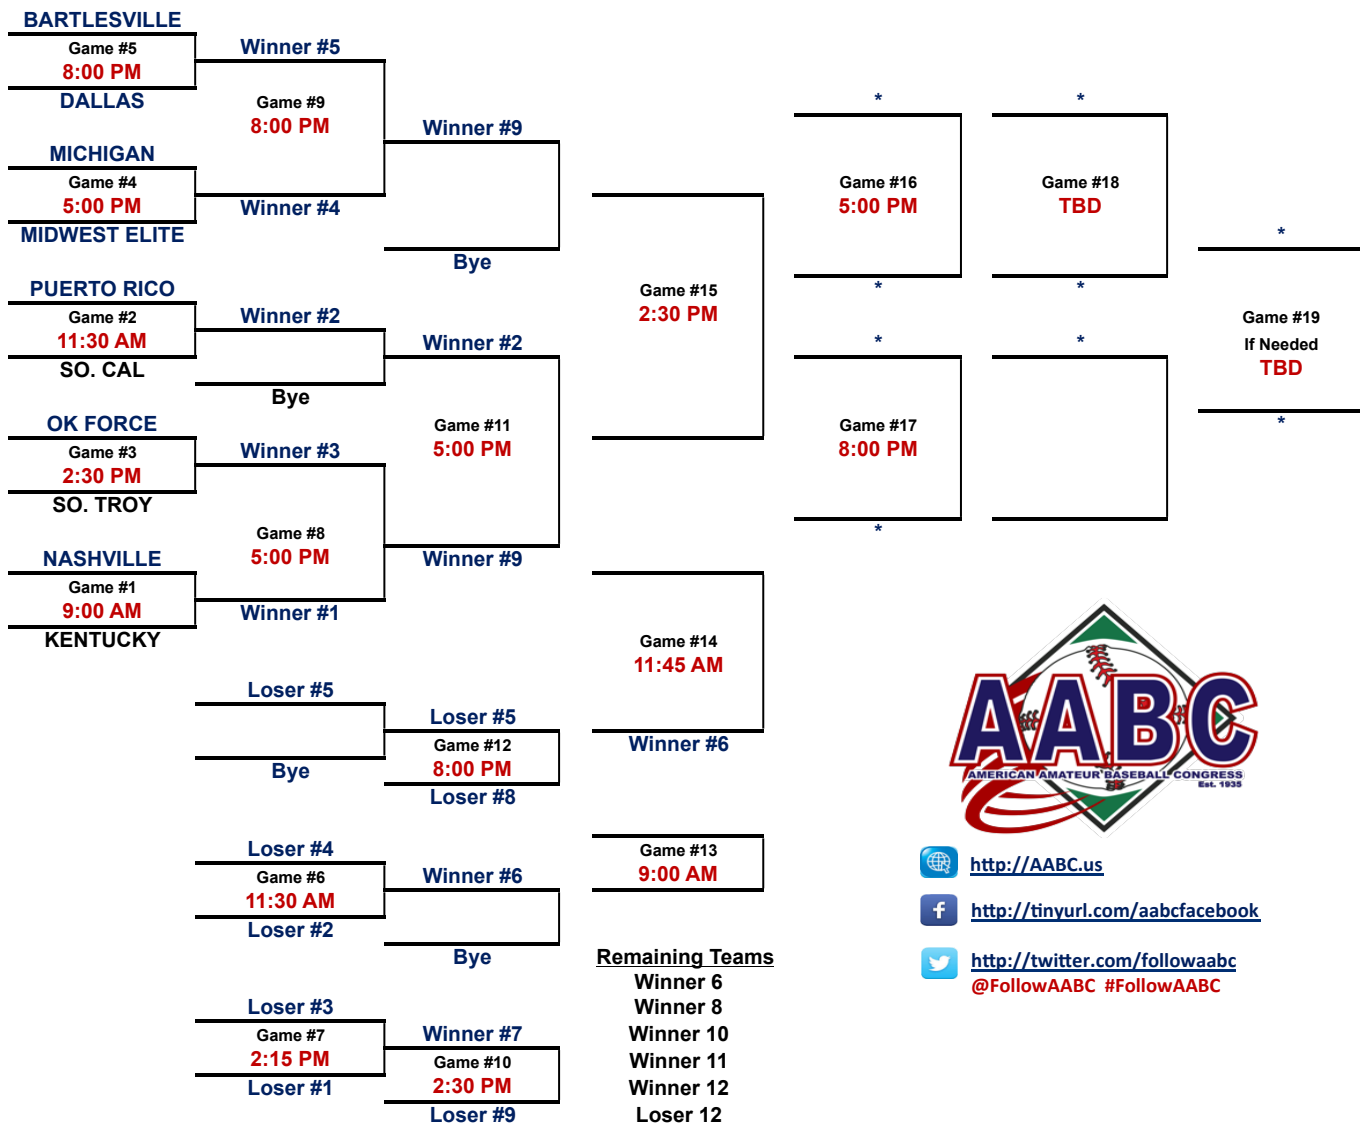 BARTLESVILLE
Game #5
8:00 PM
DALLAS
MICHIGAN
Game #4
5:00 PM
MIDWEST ELITE
PUERTO RICO
Game #2
11:30 AM
SO. CAL
OK FORCE
Game #3
2:30 PM
SO. TROY
NASHVILLE
Game #1
9:00 AM
KENTUCKY
Winner #5
Game #9
8:00 PM
Winner #4
Winner #2
Bye
Winner #3
Game #8
5:00 PM
Winner #1
Loser #5
Bye
Loser #4
Game #6
11:30 AM
Loser #2
Loser #3
Game #7
2:15 PM
Loser #1
Winner #9
Bye
Winner #2
Game #11
5:00 PM
Winner #9
Loser #5
Game #12
8:00 PM
Loser #8
Winner #6
Bye
Winner #7
Game #10
2:30 PM
Loser #9
Game #15
2:30 PM
Game #14
11:45 AM
Winner #6
Game #13
9:00 AM
Remaining Teams
Winner 6
Winner 8
Winner 10
Winner 11
Winner 12
Loser 12
*
Game #16
5:00 PM
*
*
Game #17
8:00 PM
*
*
Game #18
TBD
*
*
*
Game #19
If Needed
TBD
*
AABC
AMERICAN AMATEUR BASEBALL CONGRESS
Est. 1935
http://AABC.us
http://tinyurl.com/aabcfacebook
http://twitter.com/followaabc
@FollowAABC #FollowAABC